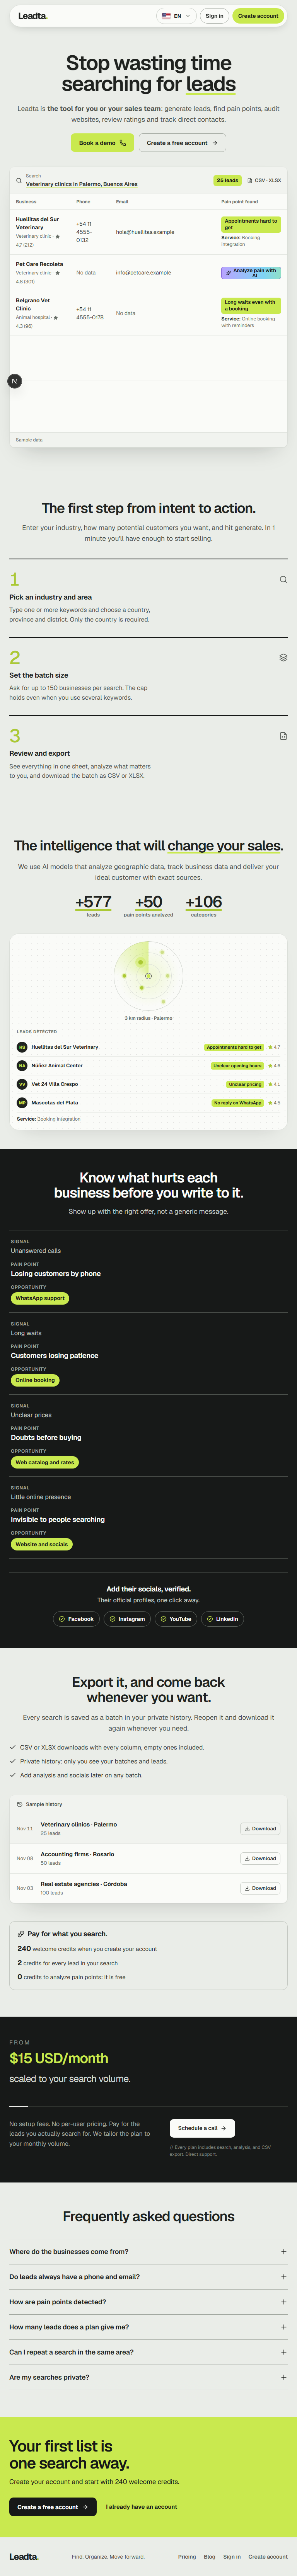 Leadta.
EN
Sign in
Create account
Stop wasting time
searching for leads
Leadta is the tool for you or your sales team: generate leads, find pain points, audit
websites, review ratings and track direct contacts.
Book a demo
Create a free account
Search
Veterinary clinics in Palermo, Buenos Aires
25 leads
CSV · XLSX
Business
Phone
Email
Pain point found
Huellitas del Sur
Veterinary
Veterinary clinic · ★
4.7 (212)
+54 11
4555-
0132
hola@huellitas.example
Appointments hard to
get
Service: Booking
integration
Pet Care Recoleta
Veterinary clinic · ★
4.8 (301)
No data
info@petcare.example
Analyze pain with
AI
Belgrano Vet
Clinic
Animal hospital · ★
4.3 (98)
+54 11
4555-0178
No data
Long waits even with
a booking
Service: Online booking
with reminders
N
Sample data
The first step from intent to action.
Enter your industry, how many potential customers you want, and hit generate. In 1
minute you'll have enough to start selling.
1
Pick an industry and area
Type one or more keywords and choose a country,
province and district. Only the country is required.
2
Set the batch size
Ask for up to 150 businesses per search. The cap
holds even when you use several keywords.
3
Review and export
See everything in one sheet, analyze what matters
to you, and download the batch as CSV or XLSX.
The intelligence that will change your sales.
We use AI models that analyze geographic data, track business data and deliver your
ideal customer with exact sources.
+577
leads
+50
pain points analyzed
+106
categories
3 km radius · Palermo
LEADS DETECTED
HS
Huellitas del Sur Veterinary
Appointments hard to get
★ 4.7
NA
Núñez Animal Center
Unclear opening hours
★ 4.6
VV
Vet 24 Villa Crespo
Unclear pricing
★ 4.1
MP
Mascotas del Plata
No reply on WhatsApp
★ 4.5
Service: Booking integration
Know what hurts each
business before you write to it.
Show up with the right offer, not a generic message.
SIGNAL
Unanswered calls
PAIN POINT
Losing customers by phone
OPPORTUNITY
WhatsApp support
SIGNAL
Long waits
PAIN POINT
Customers losing patience
OPPORTUNITY
Online booking
SIGNAL
Unclear prices
PAIN POINT
Doubts before buying
OPPORTUNITY
Web catalog and rates
SIGNAL
Little online presence
PAIN POINT
Invisible to people searching
OPPORTUNITY
Website and socials
Add their socials, verified.
Their official profiles, one click away.
Facebook
Instagram
YouTube
LinkedIn
Export it, and come back
whenever you want.
Every search is saved as a batch in your private history. Reopen it and download it
again whenever you need.
CSV or XLSX downloads with every column, empty ones included.
Private history: only you see your batches and leads.
Add analysis and socials later on any batch.
Sample history
Nov 11
Veterinary clinics · Palermo
25 leads
Download
Nov 08
Accounting firms · Rosario
50 leads
Download
Nov 03
Real estate agencies · Córdoba
100 leads
Download
Pay for what you search.
240 welcome credits when you create your account
2 credits for every lead in your search
0 credits to analyze pain points: it is free
FROM
$15 USD/month
scaled to your search volume.
No setup fees. No per-user pricing. Pay for the
leads you actually search for. We tailor the plan to
your monthly volume.
Schedule a call
// Every plan includes search, analysis, and CSV
export. Direct support.
Frequently asked questions
Where do the businesses come from?
Do leads always have a phone and email?
How are pain points detected?
How many leads does a plan give me?
Can I repeat a search in the same area?
Are my searches private?
Your first list is
one search away.
Create your account and start with 240 welcome credits.
Create a free account
I already have an account
Leadta.
Find. Organize. Move forward.
Pricing
Blog
Sign in
Create account